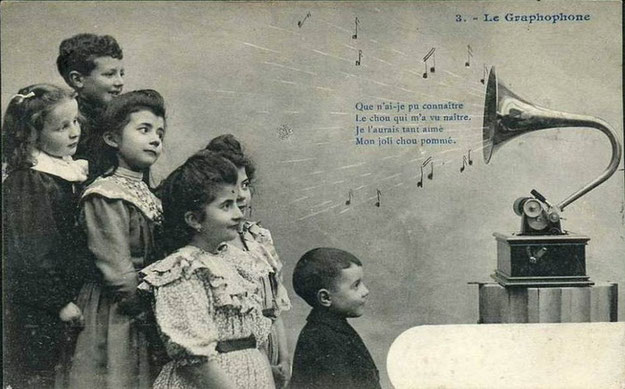 3. - Le Graphophone
Que n'ai-je pu connaître
Le chou qui m'a vu naître.
Je l'aurais tant aimé
Mon joli chou pommé.